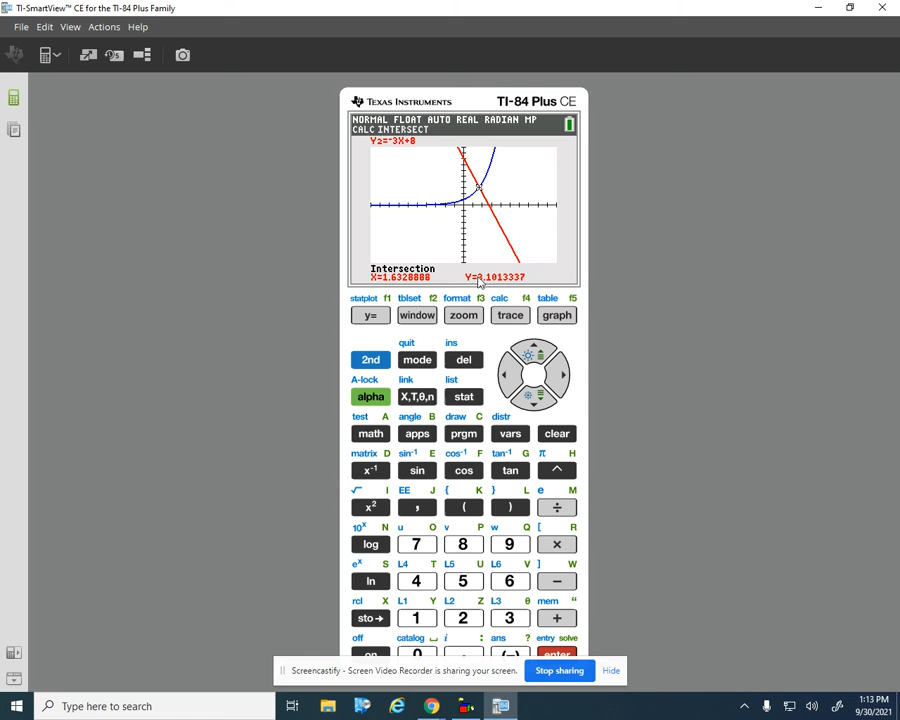 TI-SmartView™ CE for the TI-84 Plus Family
File Edit View Actions Help
TEXAS INSTRUMENTS TI-84 Plus CE
NORMAL FLOAT AUTO REAL RADIAN MP
CALC INTERSECT
Y2=-3X+8
Intersection
X=1.6328888 Y=3.1013337
statplot f1 tblset f2 format f3 calc f4 table f5
y= window zoom trace graph
quit ins
2nd mode del
A-lock link list
alpha X,T,θ,n stat
test A angle B draw C distr
math apps prgm vars clear
matrix D sin⁻¹ E cos⁻¹ F tan⁻¹ G π H
x⁻¹ sin cos tan ^
√ I EE J { K } L e M
x² , ( ) ÷
10ˣ N u O v P w Q [ R
log 7 8 9 ×
eˣ S L4 T L5 U L6 V ] W
ln 4 5 6 −
rcl X L1 Y L2 Z L3 θ mem "
sto→ 1 2 3 +
off catalog ⎵ i : ans ? entry solve
on 0 . (−) enter
Screencastify - Screen Video Recorder is sharing your screen. Stop sharing Hide
Type here to search
1:13 PM
9/30/2021